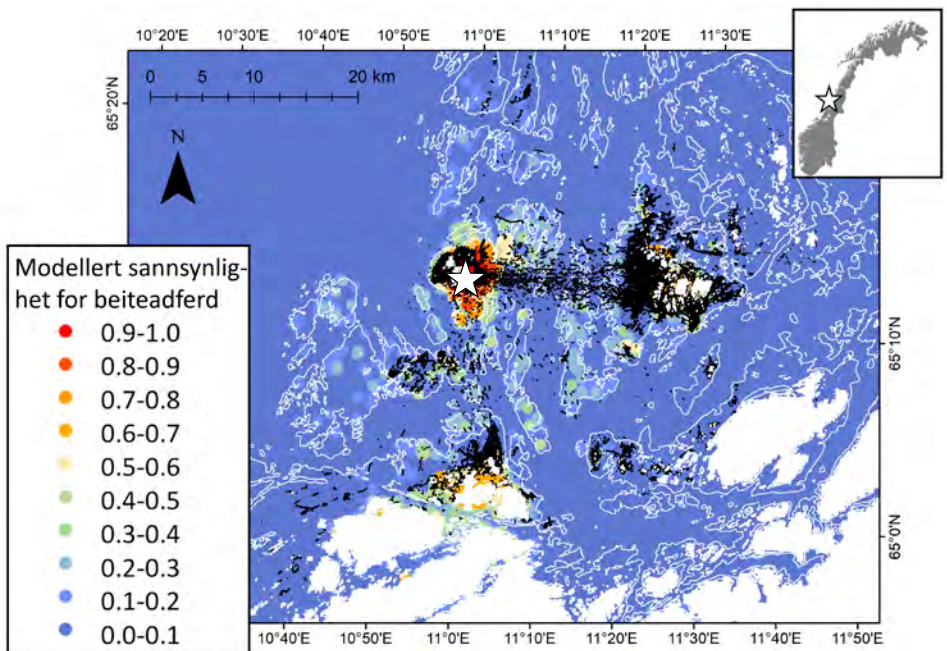 10°20'E 10°30'E 10°40'E 10°50'E 11°0'E 11°10'E 11°20'E 11°30'E
0 5 10 20 km
65°20'N
N
65°10'N
65°0'N
Modellert sannsynlig-
het for beiteadferd
0.9-1.0
0.8-0.9
0.7-0.8
0.6-0.7
0.5-0.6
0.4-0.5
0.3-0.4
0.2-0.3
0.1-0.2
0.0-0.1
10°40'E 10°50'E 11°0'E 11°10'E 11°20'E 11°30'E 11°40'E 11°50'E